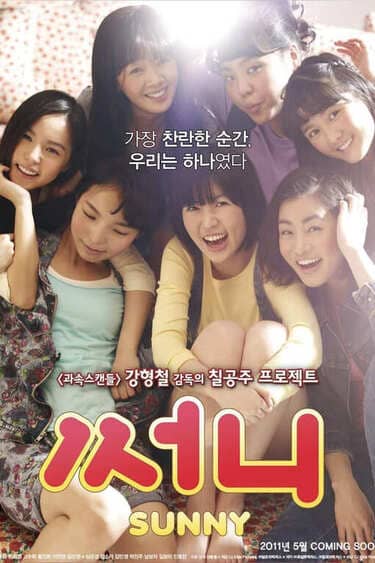 가장 찬란한 순간,
우리는 하나였다
<과속스캔들> 강형철 감독의 칠공주 프로젝트
써니
SUNNY
2011년 5월 COMING SOON